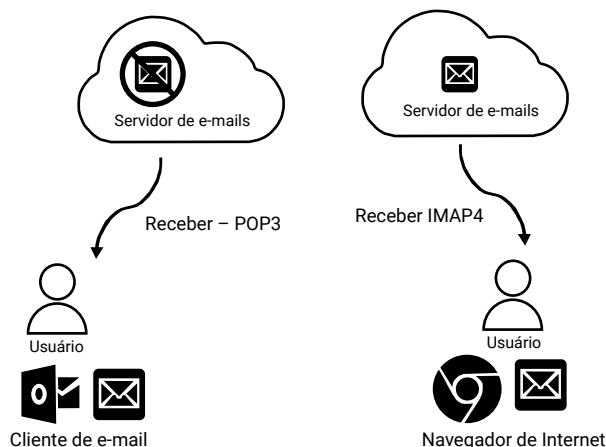 Servidor de e-mails
Servidor de e-mails
Receber – POP3
Receber IMAP4
Usuário
Usuário
Cliente de e-mail
Navegador de Internet